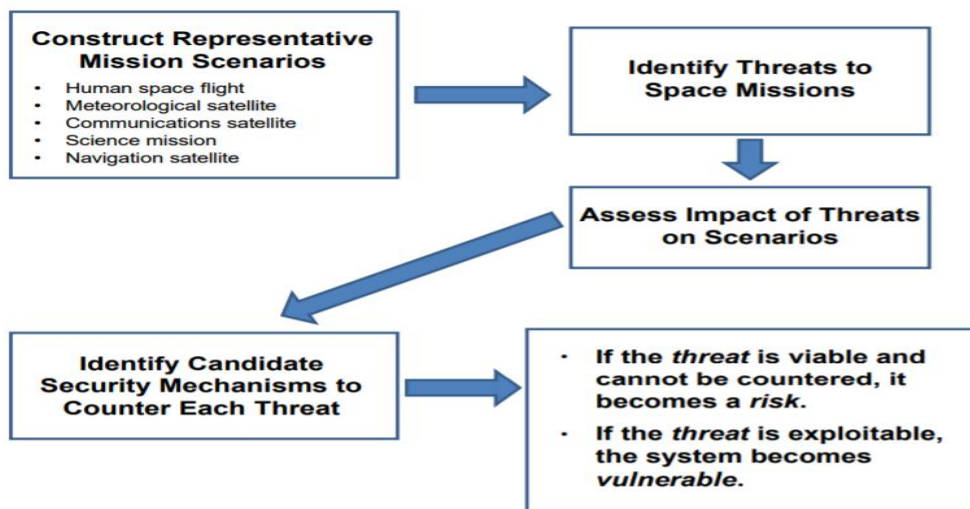 Construct Representative
Mission Scenarios
• Human space flight
• Meteorological satellite
• Communications satellite
• Science mission
• Navigation satellite
Identify Threats to
Space Missions
Assess Impact of Threats
on Scenarios
Identify Candidate
Security Mechanisms to
Counter Each Threat
• If the threat is viable and
cannot be countered, it
becomes a risk.
• If the threat is exploitable,
the system becomes
vulnerable.